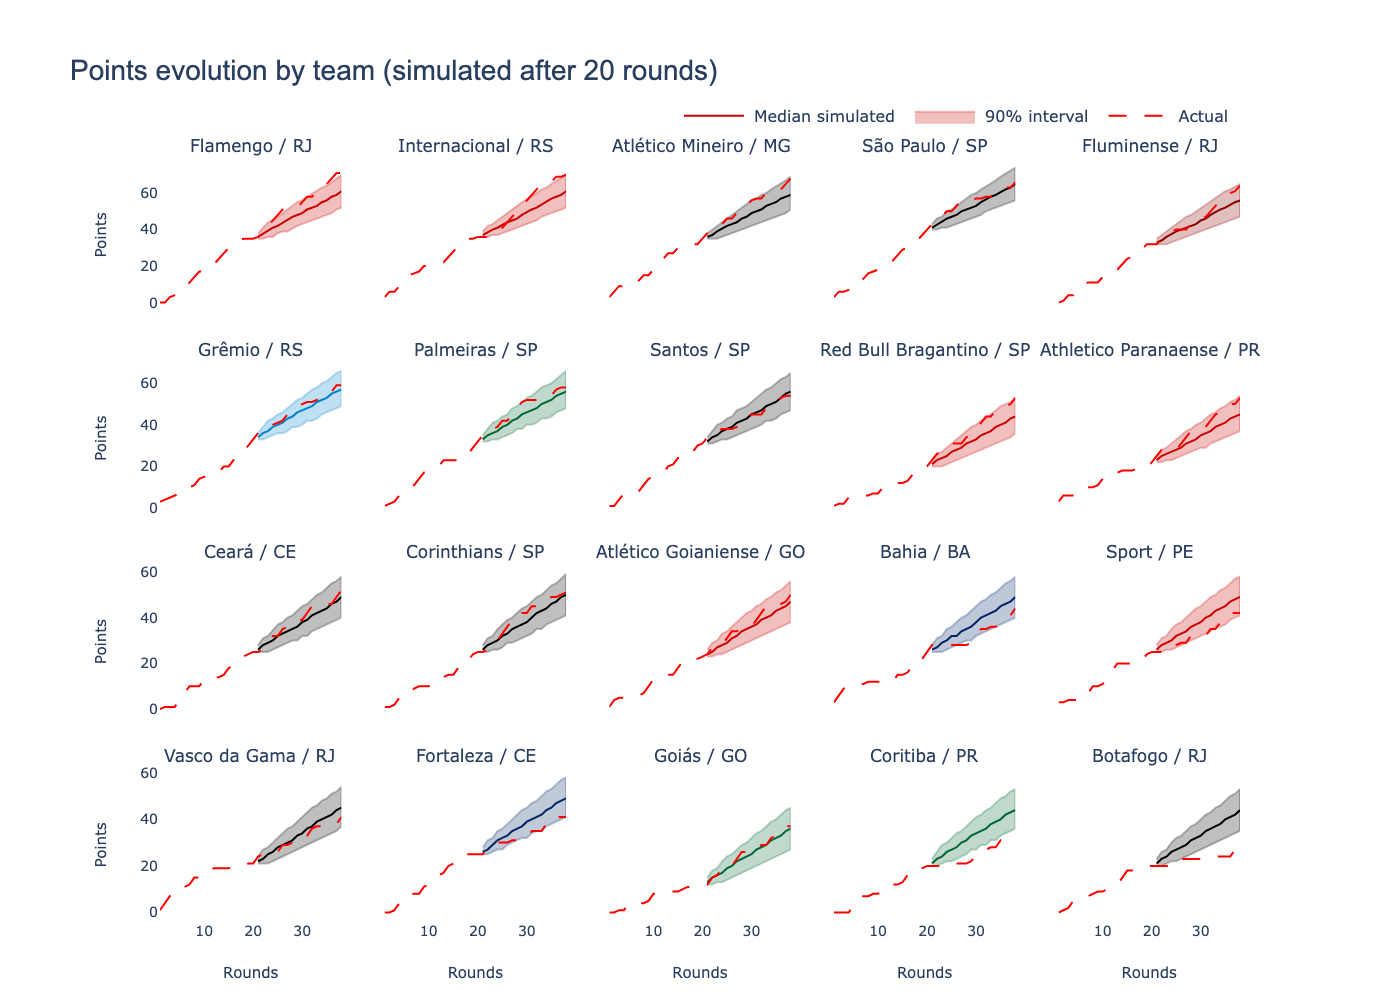 Points evolution by team (simulated after 20 rounds)
Median simulated 90% interval Actual
Flamengo / RJ Internacional / RS Atlético Mineiro / MG São Paulo / SP Fluminense / RJ
60
40
20
0
Points
Grêmio / RS Palmeiras / SP Santos / SP Red Bull Bragantino / SP Athletico Paranaense / PR
60
40
20
0
Points
Ceará / CE Corinthians / SP Atlético Goianiense / GO Bahia / BA Sport / PE
60
40
20
0
Points
Vasco da Gama / RJ Fortaleza / CE Goiás / GO Coritiba / PR Botafogo / RJ
60
40
20
0
Points
10 20 30 10 20 30 10 20 30 10 20 30 10 20 30
Rounds Rounds Rounds Rounds Rounds